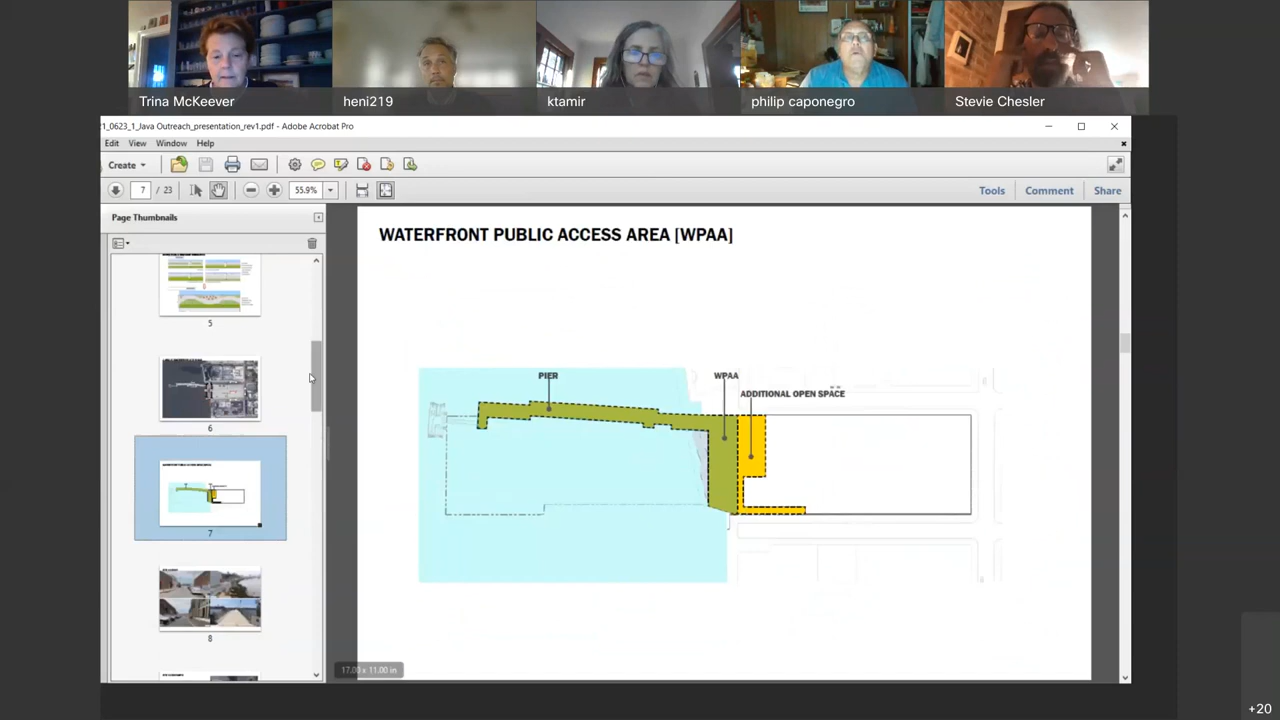 Trina McKeever
heni219
ktamir
philip caponegro
Stevie Chesler
1_0623_1_Java Outreach_presentation_rev1.pdf - Adobe Acrobat Pro
Edit View Window Help
Create
7 / 23
55.9%
Tools Comment Share
Page Thumbnails
5
6
7
8
WATERFRONT PUBLIC ACCESS AREA [WPAA]
PIER
WPAA
ADDITIONAL OPEN SPACE
17.00 x 11.00 in
+20